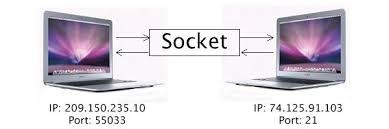 Socket
IP: 209.150.235.10
Port: 55033
IP: 74.125.91.103
Port: 21